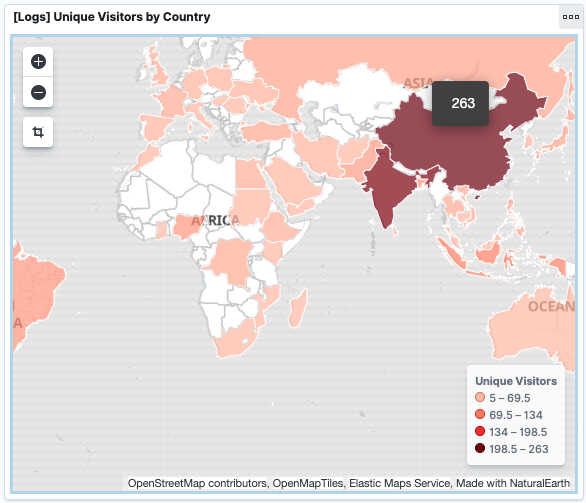 [Logs] Unique Visitors by Country
ASIA
263
AFRICA
OCEAN
A
Unique Visitors
5 – 69.5
69.5 – 134
134 – 198.5
198.5 – 263
OpenStreetMap contributors, OpenMapTiles, Elastic Maps Service, Made with NaturalEarth